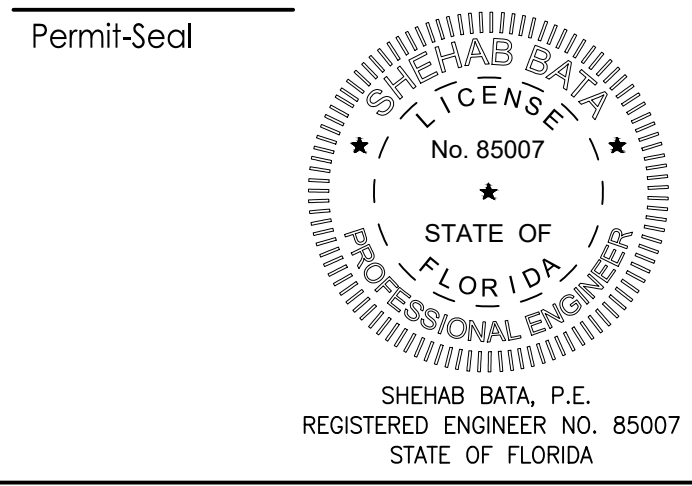 Permit-Seal
SHEHAB BATA
LICENSE
No. 85007
STATE OF
FLORIDA
PROFESSIONAL ENGINEER
SHEHAB BATA, P.E.
REGISTERED ENGINEER NO. 85007
STATE OF FLORIDA